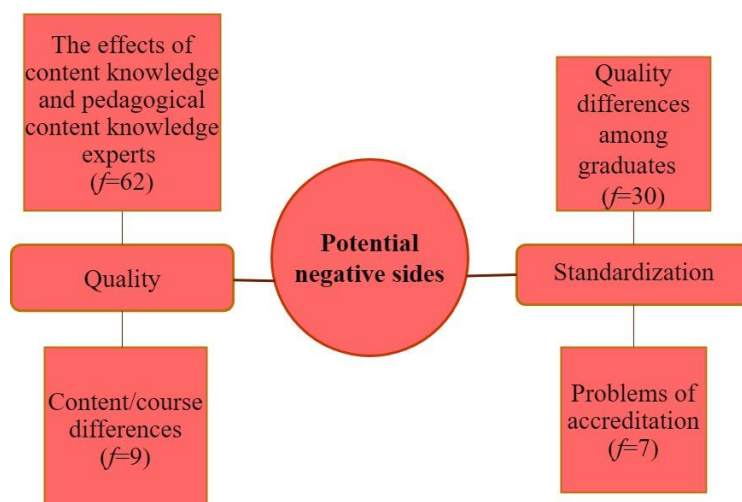 The effects of
content knowledge
and pedagogical
content knowledge
experts
(f=62)
Quality
differences
among
graduates
(f=30)
Potential
negative sides
Quality
Standardization
Content/course
differences
(f=9)
Problems of
accreditation
(f=7)